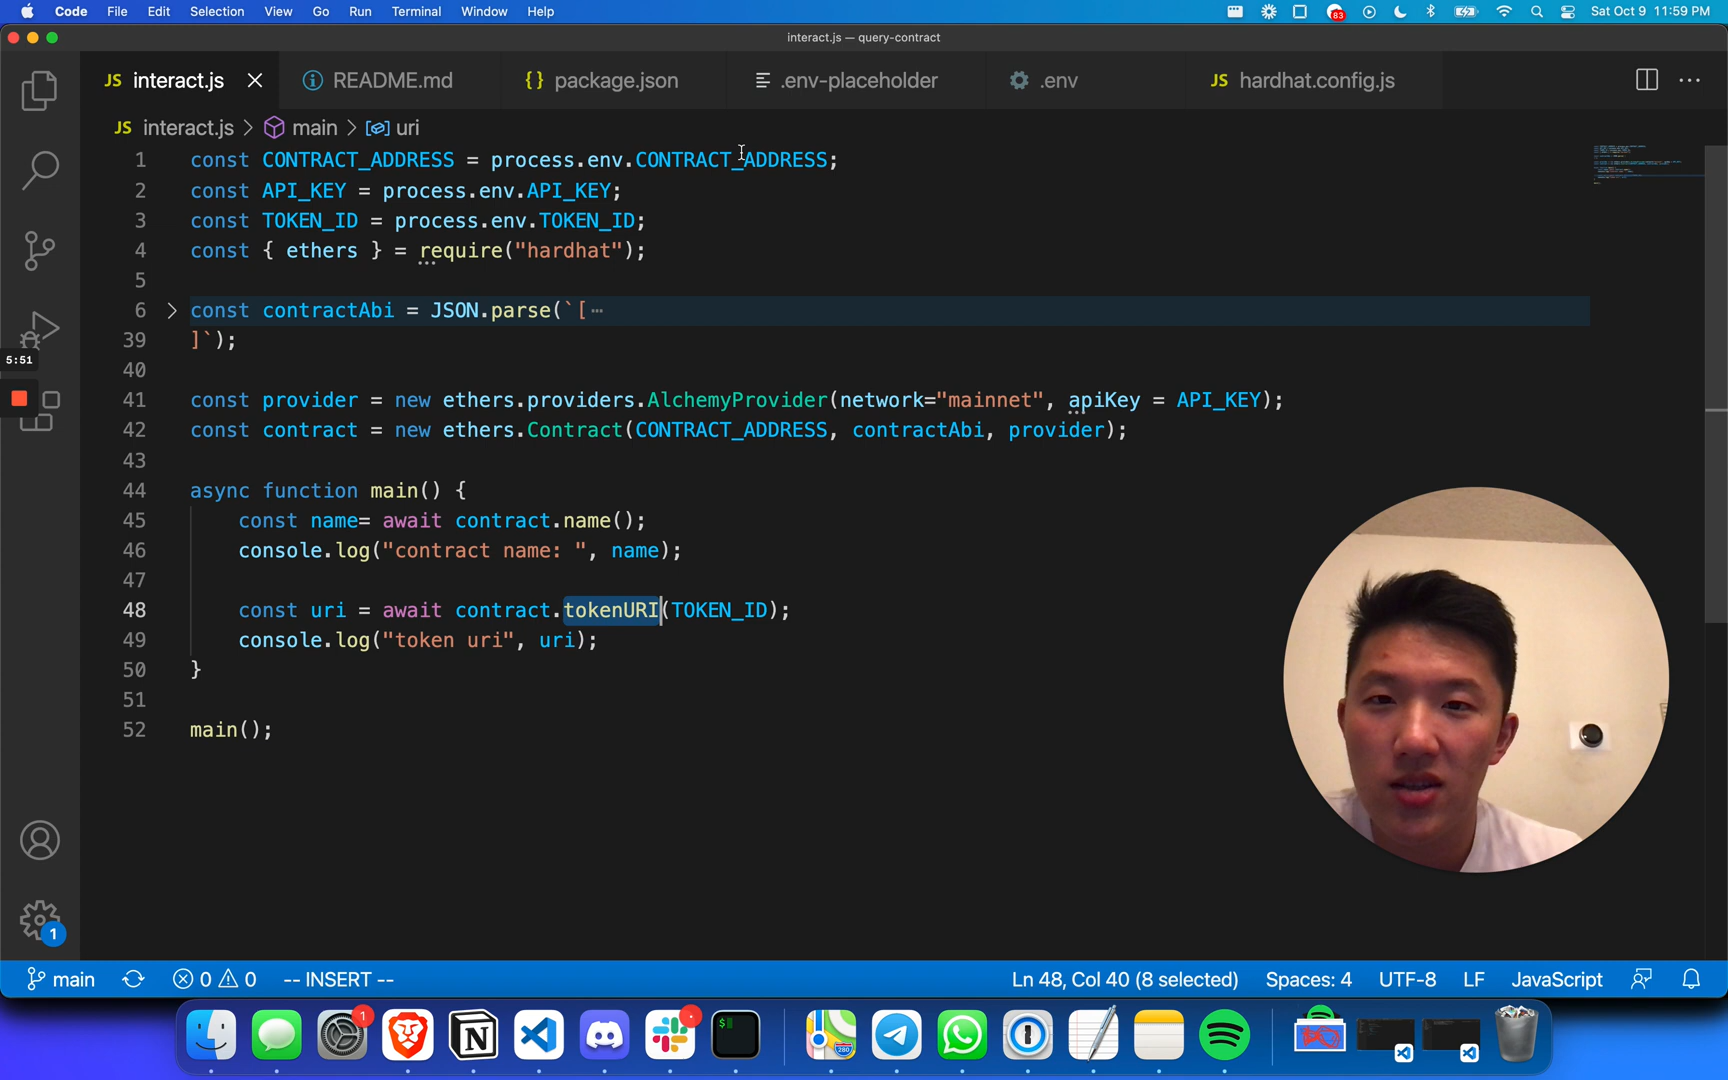 Code File Edit Selection View Go Run Terminal Window Help 83 Sat Oct 9 11:59 PM
interact.js — query-contract
JS interact.js README.md {} package.json .env-placeholder .env JS hardhat.config.js
JS interact.js > main > uri
1 const CONTRACT_ADDRESS = process.env.CONTRACT_ADDRESS;
2 const API_KEY = process.env.API_KEY;
3 const TOKEN_ID = process.env.TOKEN_ID;
4 const { ethers } = require("hardhat");
5
6 const contractAbi = JSON.parse(`[ ⋯
39 ]`);
40
41 const provider = new ethers.providers.AlchemyProvider(network="mainnet", apiKey = API_KEY);
42 const contract = new ethers.Contract(CONTRACT_ADDRESS, contractAbi, provider);
43
44 async function main() {
45 const name= await contract.name();
46 console.log("contract name: ", name);
47
48 const uri = await contract.tokenURI(TOKEN_ID);
49 console.log("token uri", uri);
50 }
51
52 main();
5:51
1
main 0 0 -- INSERT -- Ln 48, Col 40 (8 selected) Spaces: 4 UTF-8 LF JavaScript
1
280